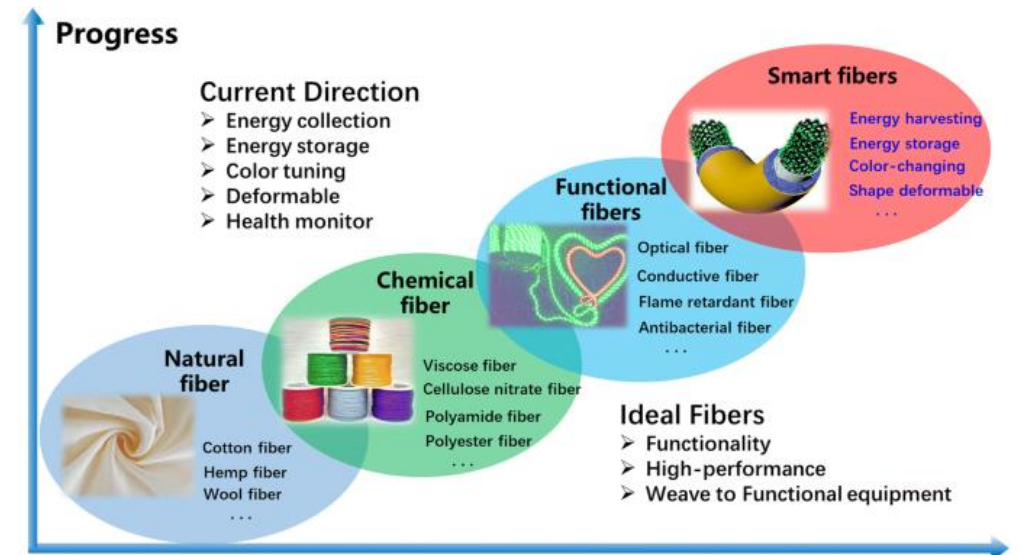 Progress
Current Direction
➢ Energy collection
➢ Energy storage
➢ Color tuning
➢ Deformable
➢ Health monitor
Smart fibers
Energy harvesting
Energy storage
Color-changing
Shape deformable
...
Functional
fibers
Optical fiber
Conductive fiber
Flame retardant fiber
Antibacterial fiber
...
Chemical
fiber
Viscose fiber
Cellulose nitrate fiber
Polyamide fiber
Polyester fiber
...
Natural
fiber
Cotton fiber
Hemp fiber
Wool fiber
...
Ideal Fibers
➢ Functionality
➢ High-performance
➢ Weave to Functional equipment